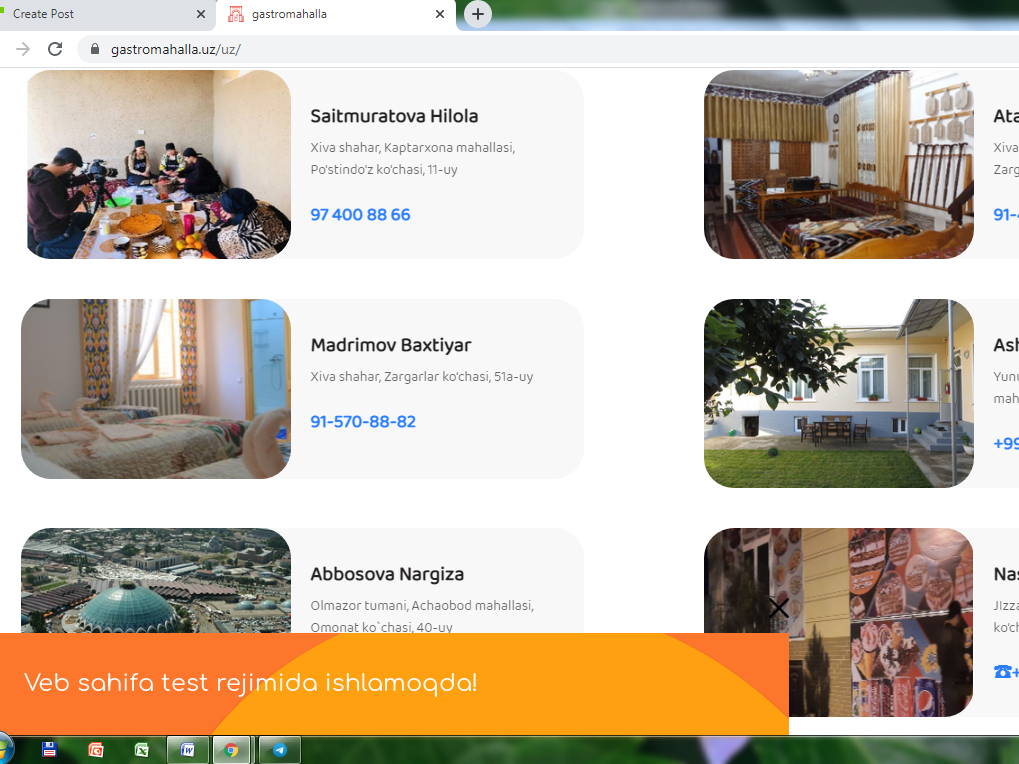 Create Post
gastromahalla
gastromahalla.uz/uz/
Saitmuratova Hilola
Xiva shahar, Kaptarxona mahallasi,
Po'stindo'z ko'chasi, 11-uy
97 400 88 66
Ata
Xiva
Zarg
91-4
Madrimov Baxtiyar
Xiva shahar, Zargarlar ko'chasi, 51a-uy
91-570-88-82
Ash
Yunu
mah
+99
Abbosova Nargiza
Olmazor tumani, Achaobod mahallasi,
Omonat ko`chasi, 40-uy
Nas
JIzza
ko'ch
☎+
Veb sahifa test rejimida ishlamoqda!